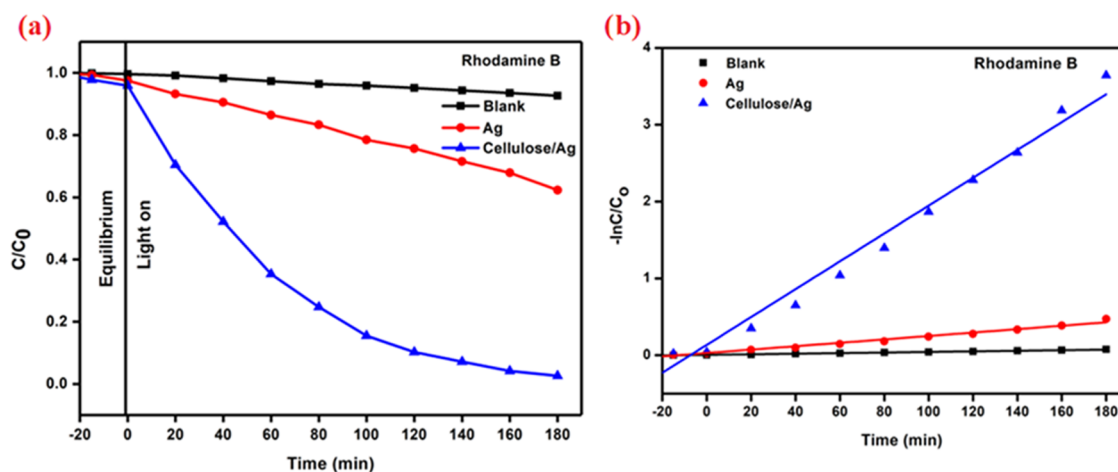 (a)
Rhodamine B
Blank
Ag
Cellulose/Ag
Equilibrium
Light on
C/C0
1.0
0.8
0.6
0.4
0.2
0.0
-20 0 20 40 60 80 100 120 140 160 180
Time (min)
(b)
Rhodamine B
Blank
Ag
Cellulose/Ag
-lnC/Co
-4
-3
-2
-1
0
-20 0 20 40 60 80 100 120 140 160 180
Time (min)